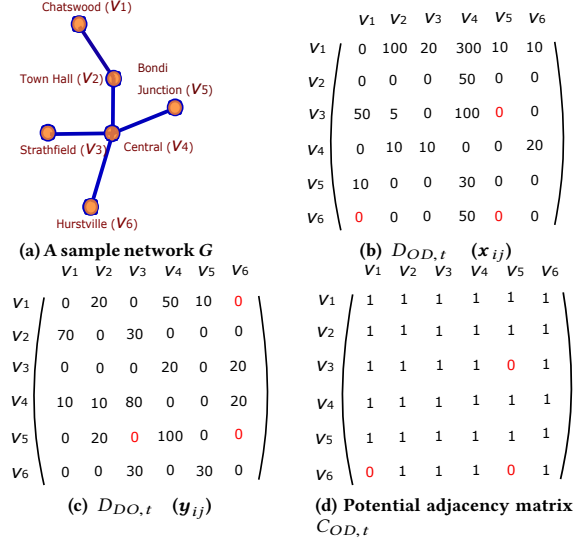 Chatswood (V1)
Town Hall (V2)
Bondi
Junction (V5)
Strathfield (V3)
Central (V4)
Hurstville (V6)
(a) A sample network G
V1 V2 V3 V4 V5 V6
V1 0 100 20 300 10 10
V2 0 0 0 50 0 0
V3 50 5 0 100 0 0
V4 0 10 10 0 0 20
V5 10 0 0 30 0 0
V6 0 0 0 50 0 0
(b) D_{OD,t} (x_{ij})
V1 V2 V3 V4 V5 V6
V1 0 20 0 50 10 0
V2 70 0 30 0 0 0
V3 0 0 0 20 0 20
V4 10 10 80 0 0 20
V5 0 20 0 100 0 0
V6 0 0 30 0 30 0
(c) D_{DO,t} (y_{ij})
V1 V2 V3 V4 V5 V6
V1 1 1 1 1 1 1
V2 1 1 1 1 1 1
V3 1 1 1 1 0 1
V4 1 1 1 1 1 1
V5 1 1 1 1 1 1
V6 0 1 1 1 0 1
(d) Potential adjacency matrix
C_{OD,t}